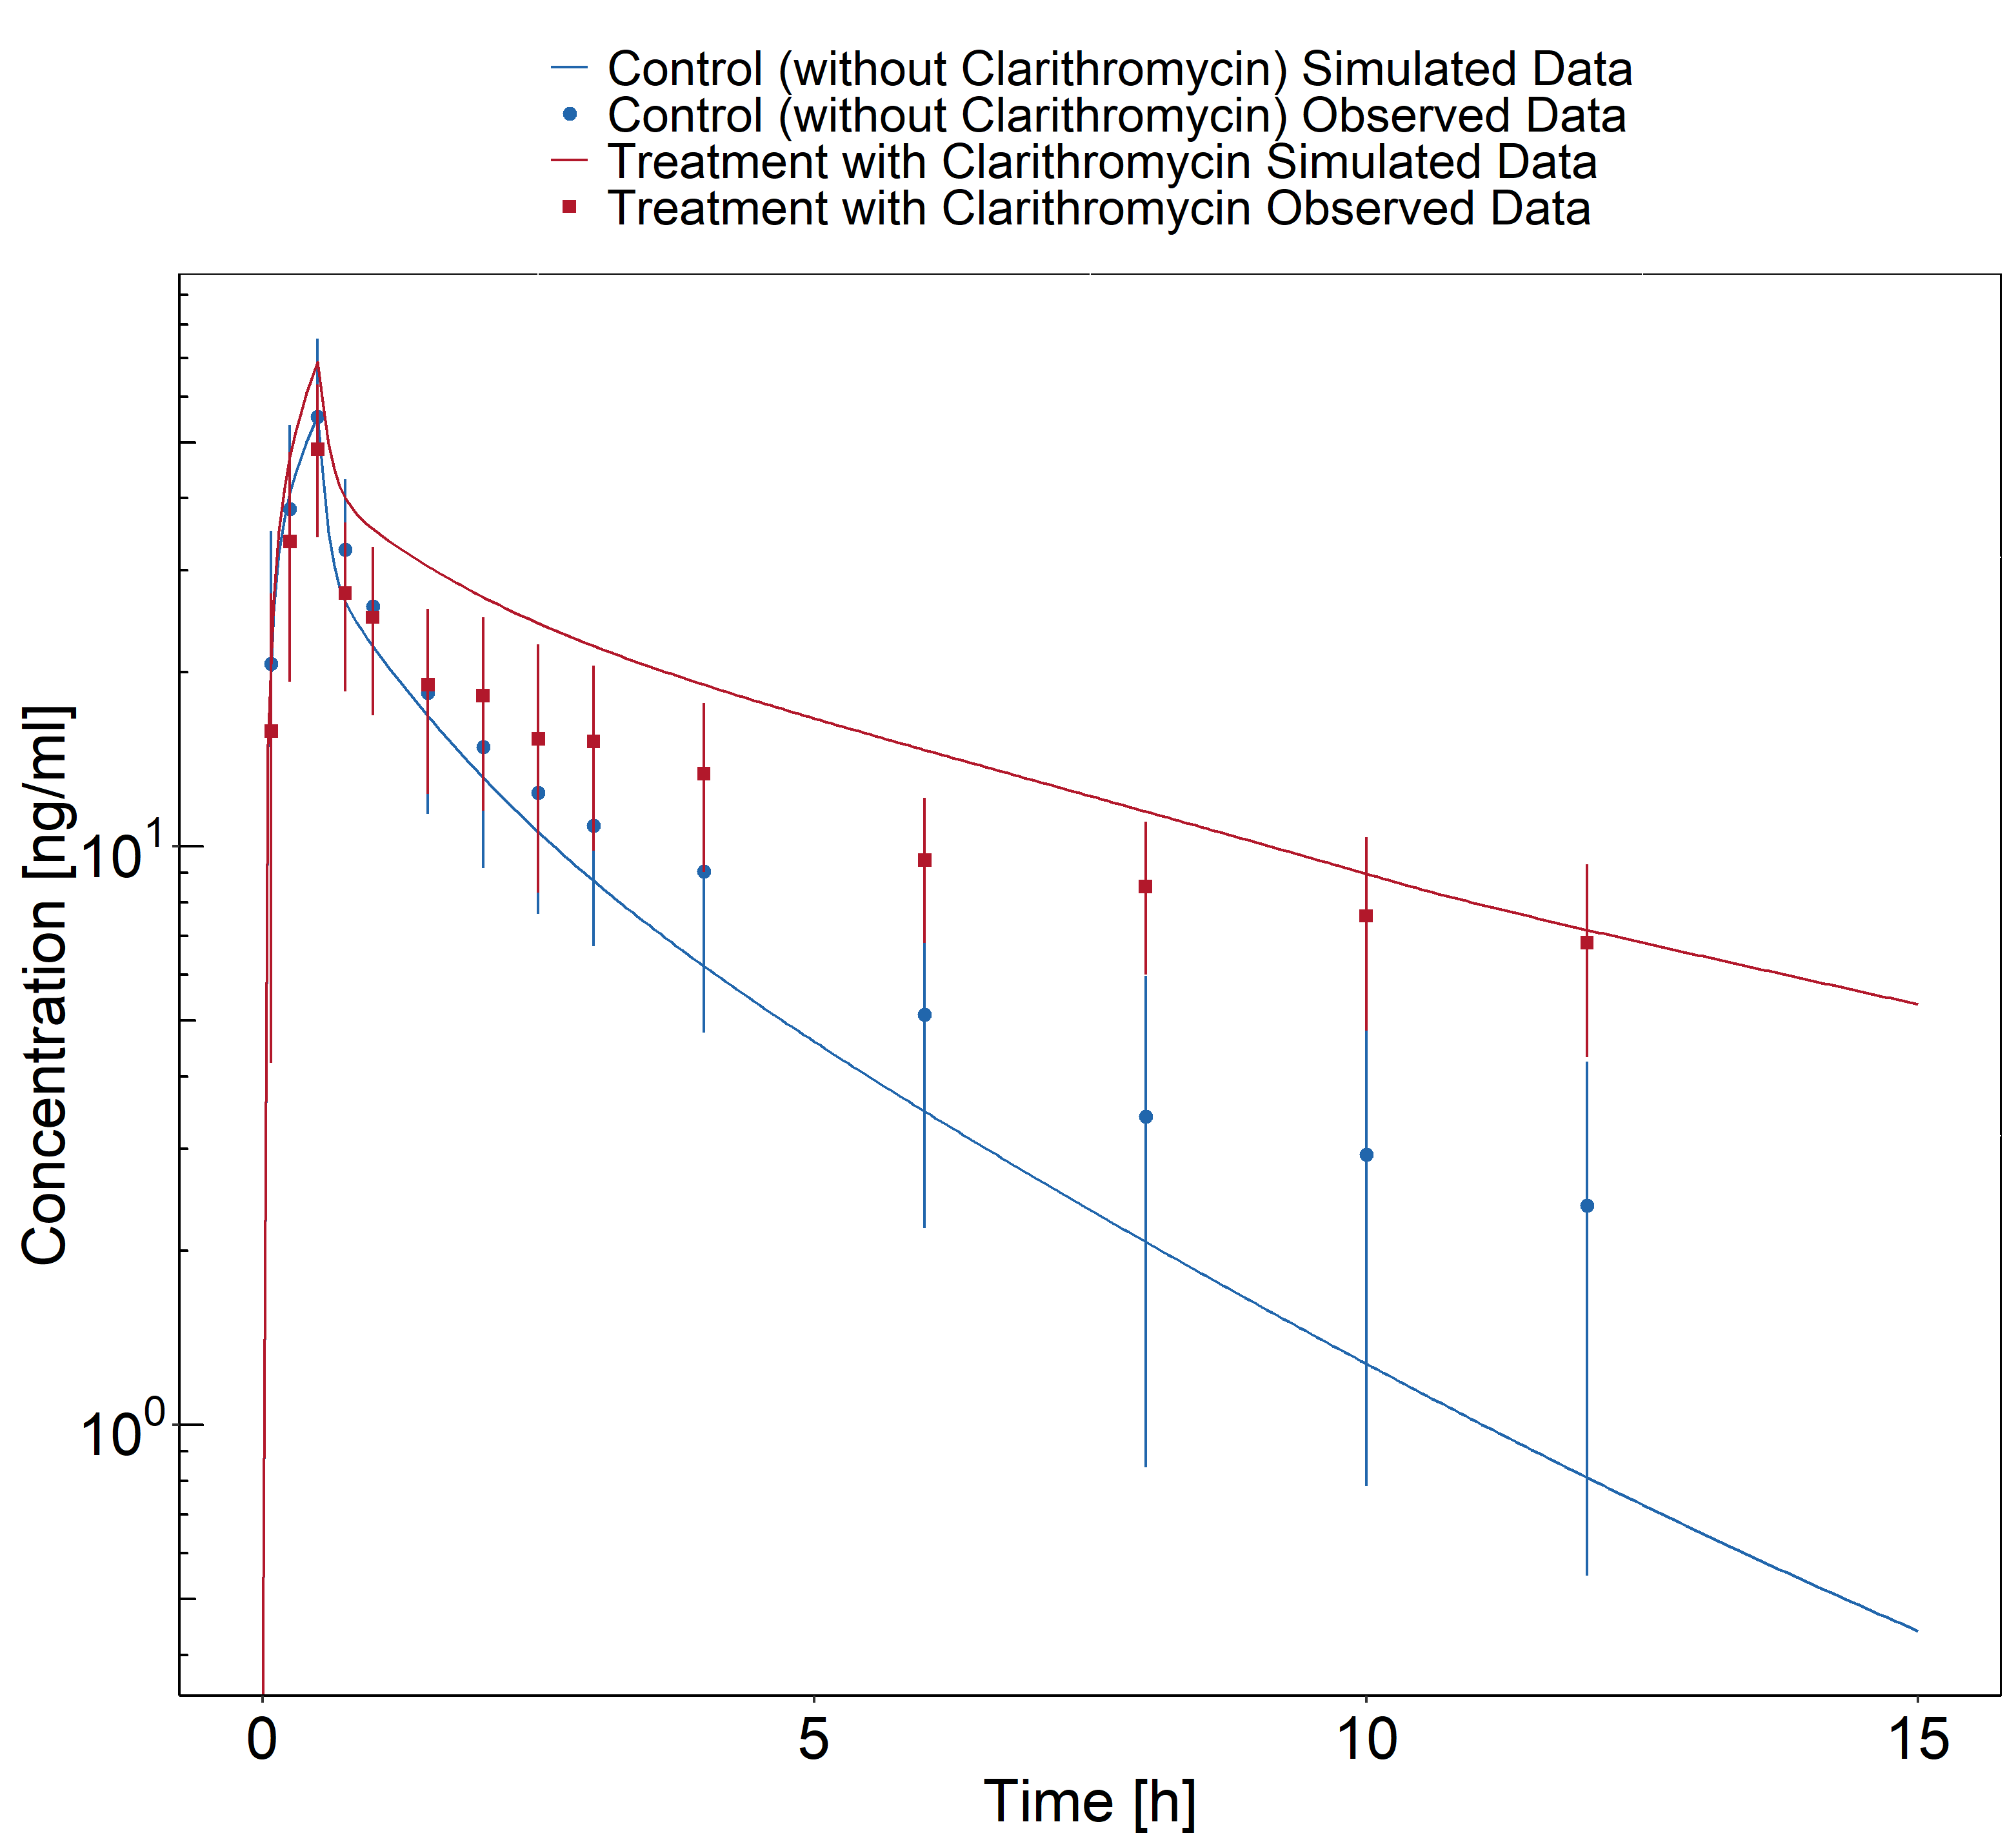 Control (without Clarithromycin) Simulated Data
Control (without Clarithromycin) Observed Data
Treatment with Clarithromycin Simulated Data
Treatment with Clarithromycin Observed Data
Concentration [ng/ml]
10¹
10⁰
0 5 10 15
Time [h]